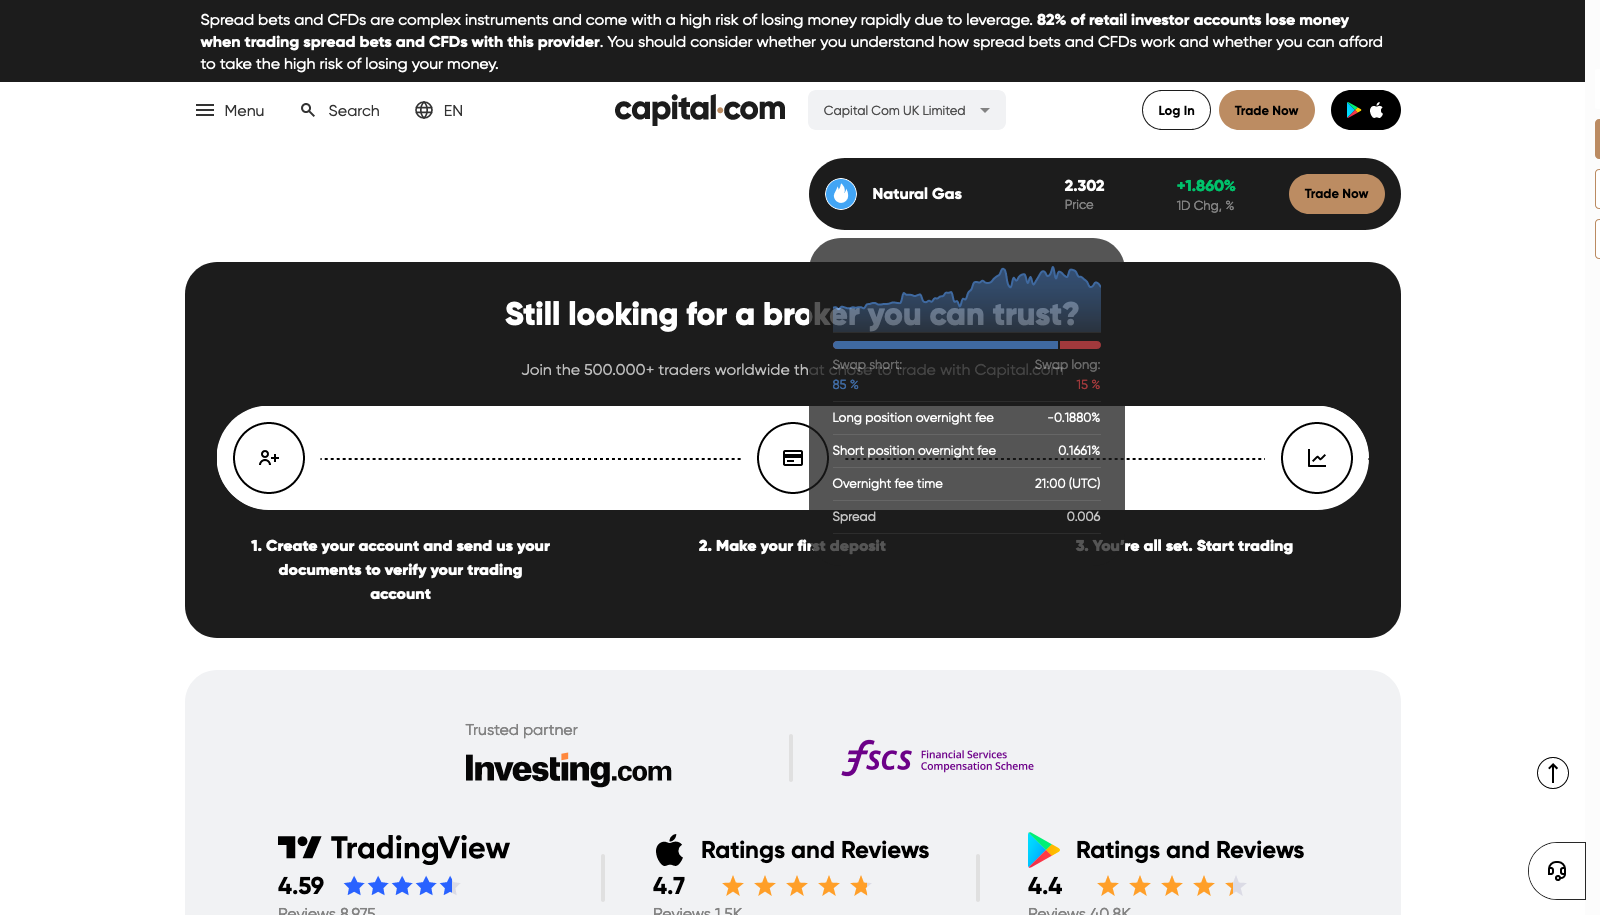 Spread bets and CFDs are complex instruments and come with a high risk of losing money rapidly due to leverage. 82% of retail investor accounts lose money
when trading spread bets and CFDs with this provider. You should consider whether you understand how spread bets and CFDs work and whether you can afford
to take the high risk of losing your money.
Menu
Search
EN
capital.com
Capital Com UK Limited
Log In
Trade Now
Natural Gas
2.302
Price
+1.860%
1D Chg, %
Trade Now
Still looking for a broker you can trust?
Join the 500.000+ traders worldwide that chose to trade with Capital.com
Swap short:
Swap long:
85 %
15 %
Long position overnight fee
-0.1880%
Short position overnight fee
0.1661%
Overnight fee time
21:00 (UTC)
Spread
0.006
1. Create your account and send us your
documents to verify your trading
account
2. Make your first deposit
3. You're all set. Start trading
Trusted partner
Investing.com
fscs Financial Services
Compensation Scheme
TradingView
4.59
Reviews 8,975
Ratings and Reviews
4.7
Reviews 1.5K
Ratings and Reviews
4.4
Reviews 40.8K